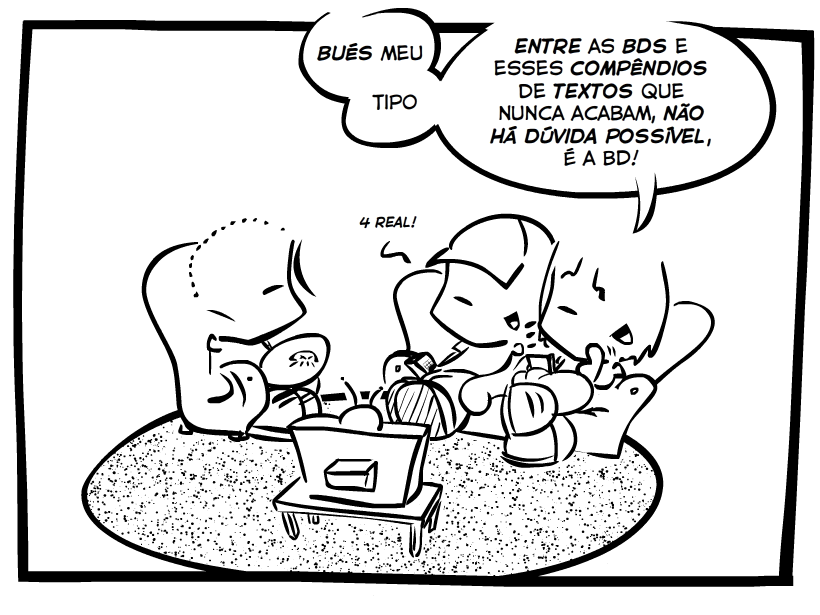 BUÉS MEU
TIPO
ENTRE AS BDS E
ESSES COMPÊNDIOS
DE TEXTOS QUE
NUNCA ACABAM, NÃO
HÁ DÚVIDA POSSÍVEL,
É A BD!
4 REAL!